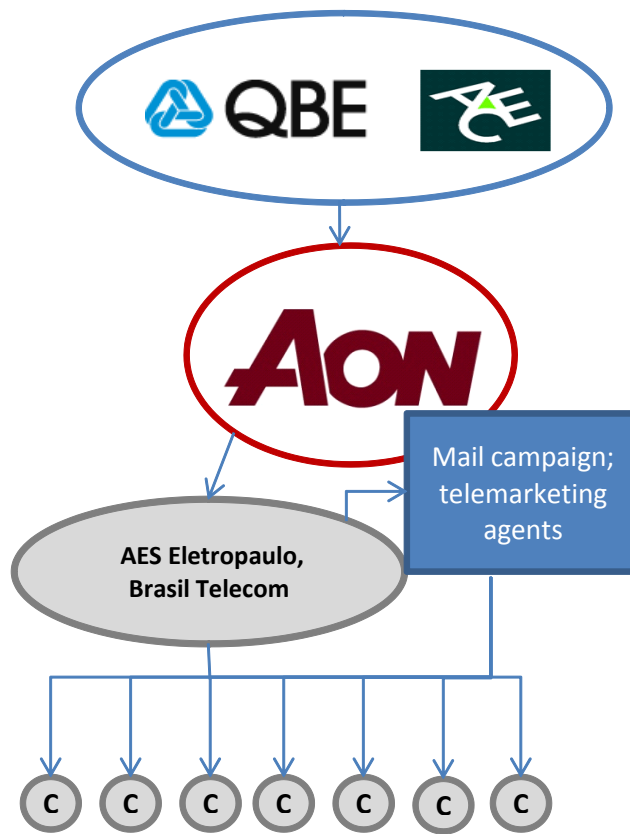 QBE
ACE
AON
Mail campaign;
telemarketing
agents
AES Eletropaulo,
Brasil Telecom
C C C C C C C